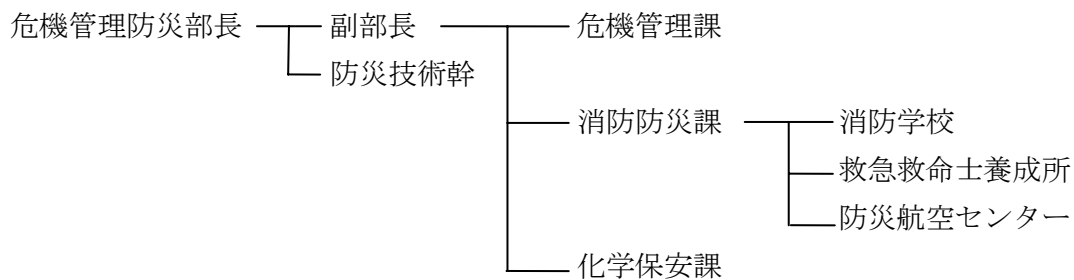 危機管理防災部長 副部長 危機管理課
防災技術幹
消防防災課 消防学校
救急救命士養成所
防災航空センター
化学保安課